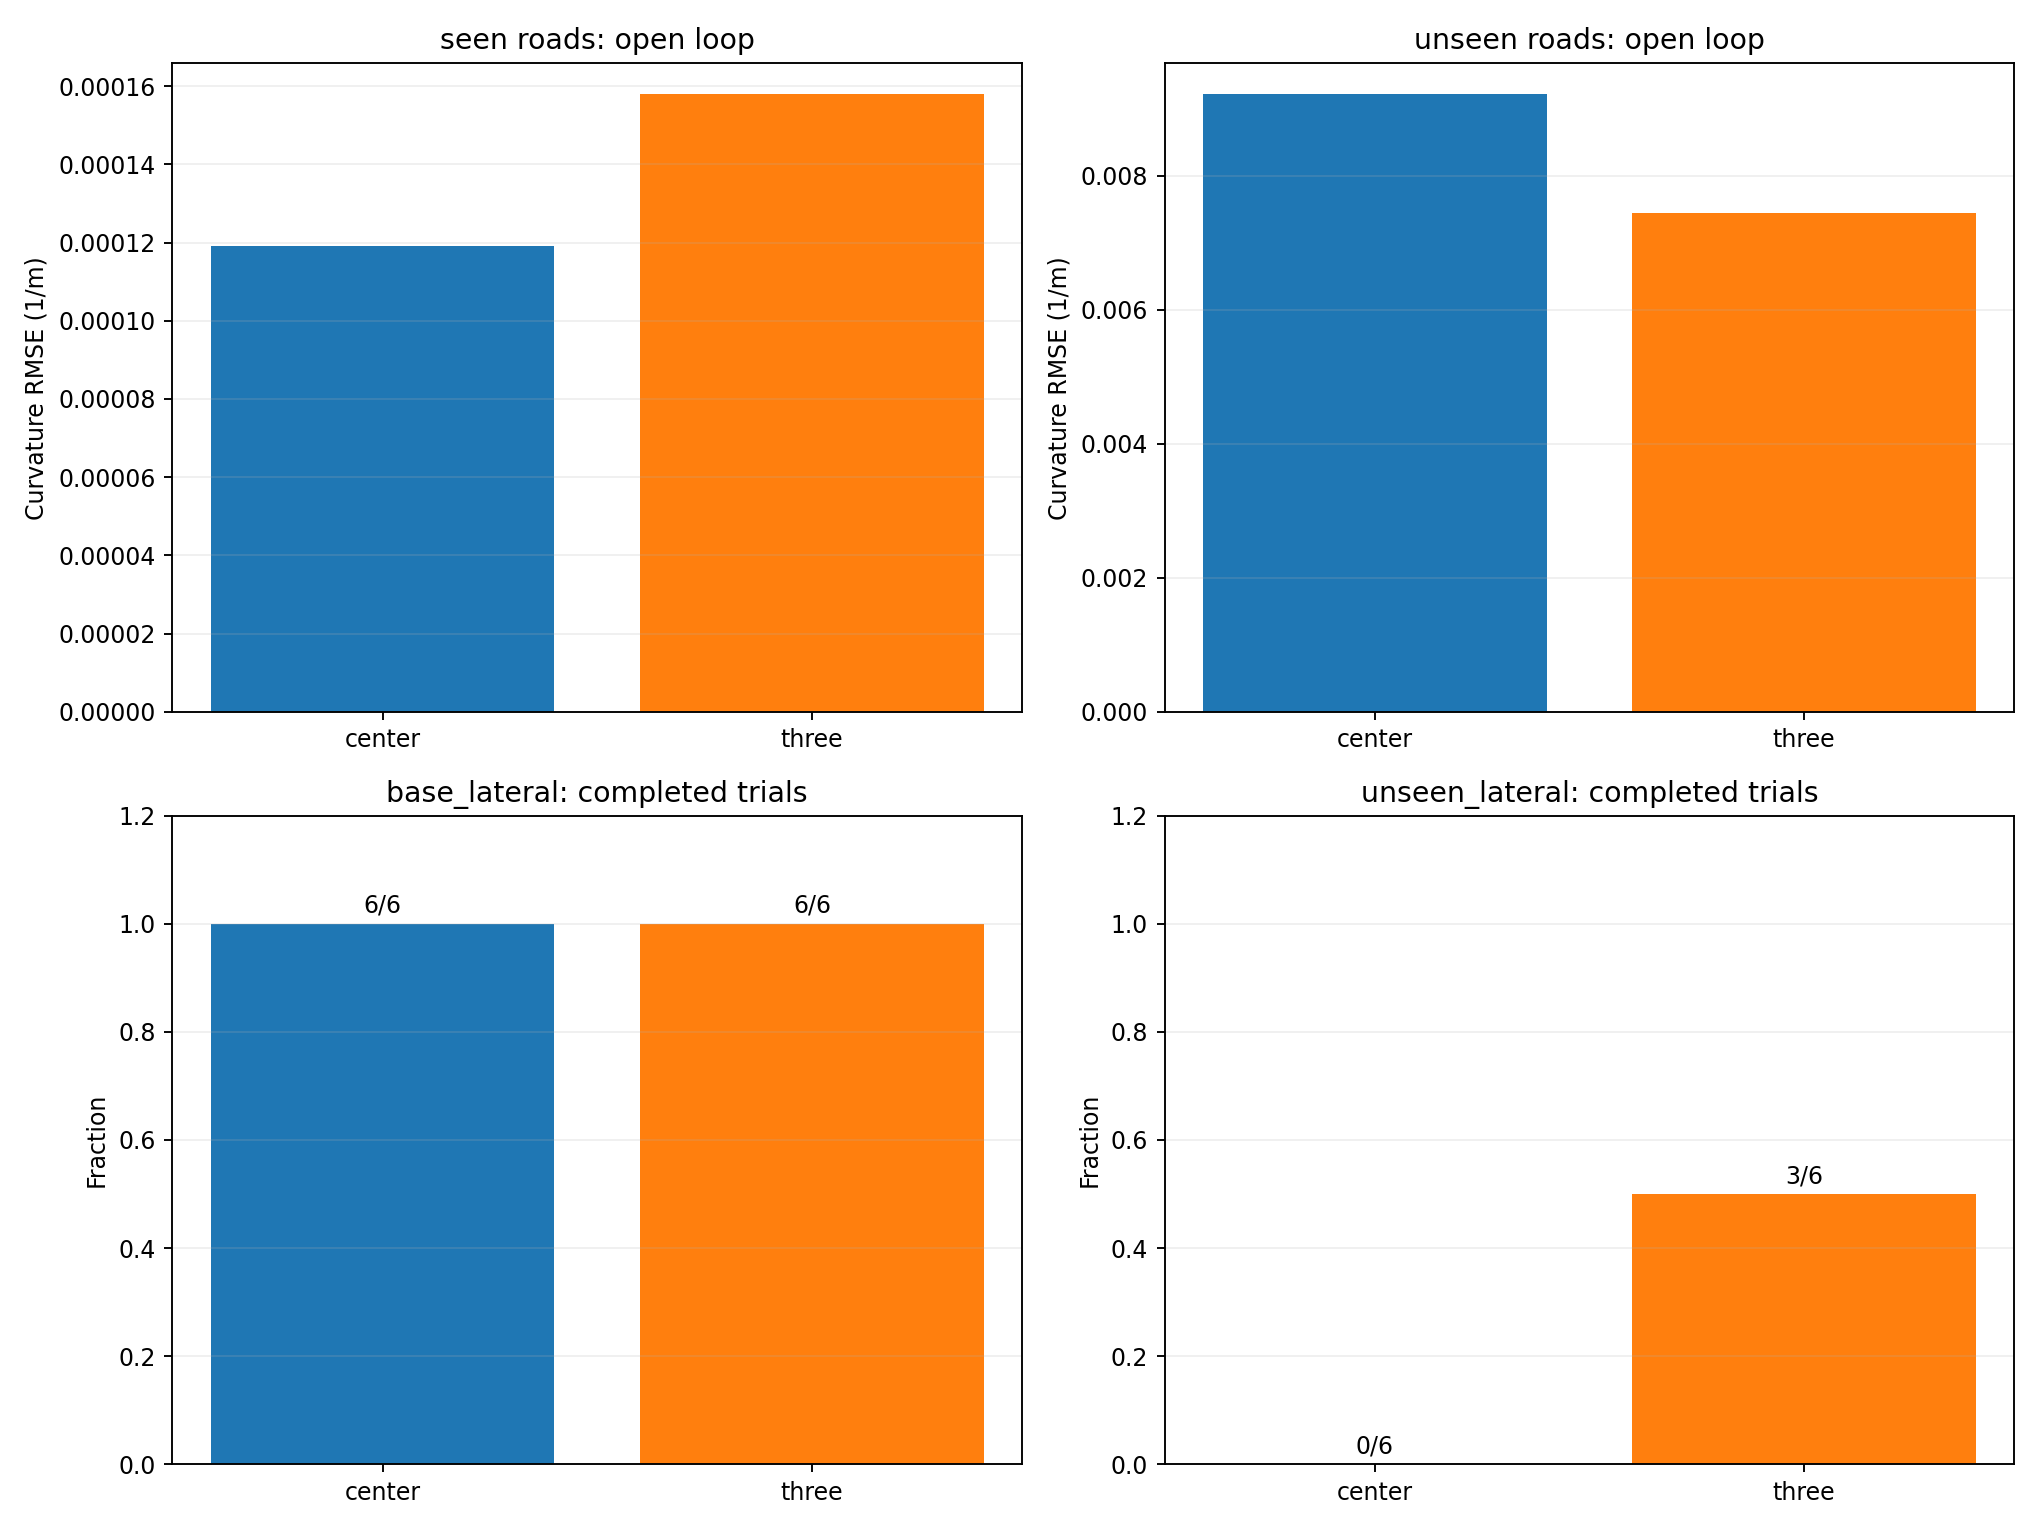 seen roads: open loop
Curvature RMSE (1/m)
0.00016
0.00014
0.00012
0.00010
0.00008
0.00006
0.00004
0.00002
0.00000
center three
unseen roads: open loop
Curvature RMSE (1/m)
0.008
0.006
0.004
0.002
0.000
center three
base_lateral: completed trials
Fraction
1.2
1.0
0.8
0.6
0.4
0.2
0.0
6/6 6/6
center three
unseen_lateral: completed trials
Fraction
1.2
1.0
0.8
0.6
0.4
0.2
0.0
0/6 3/6
center three